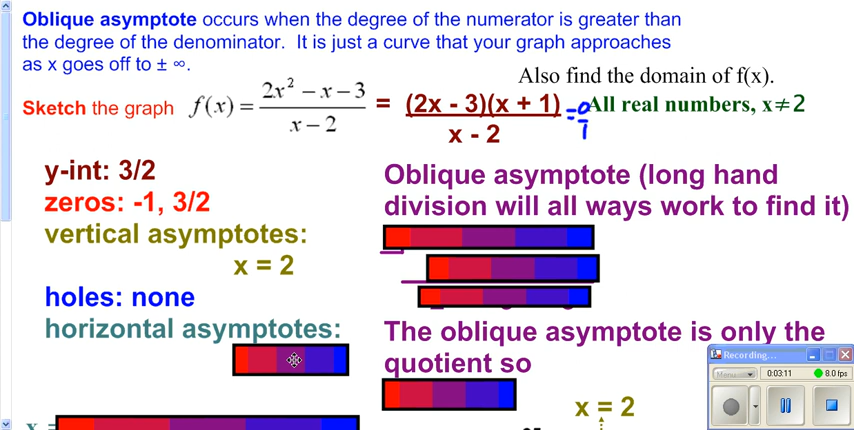 Oblique asymptote occurs when the degree of the numerator is greater than
the degree of the denominator. It is just a curve that your graph approaches
as x goes off to ± ∞.
Also find the domain of f(x).
Sketch the graph f(x) = (2x² − x − 3)/(x − 2) = (2x - 3)(x + 1)/(x - 2)
All real numbers, x≠2
y-int: 3/2
zeros: -1, 3/2
vertical asymptotes:
x = 2
holes: none
horizontal asymptotes:
Oblique asymptote (long hand
division will all ways work to find it)
The oblique asymptote is only the
quotient so
x = 2
Recording...
Menu
0:03:11
8.0 fps